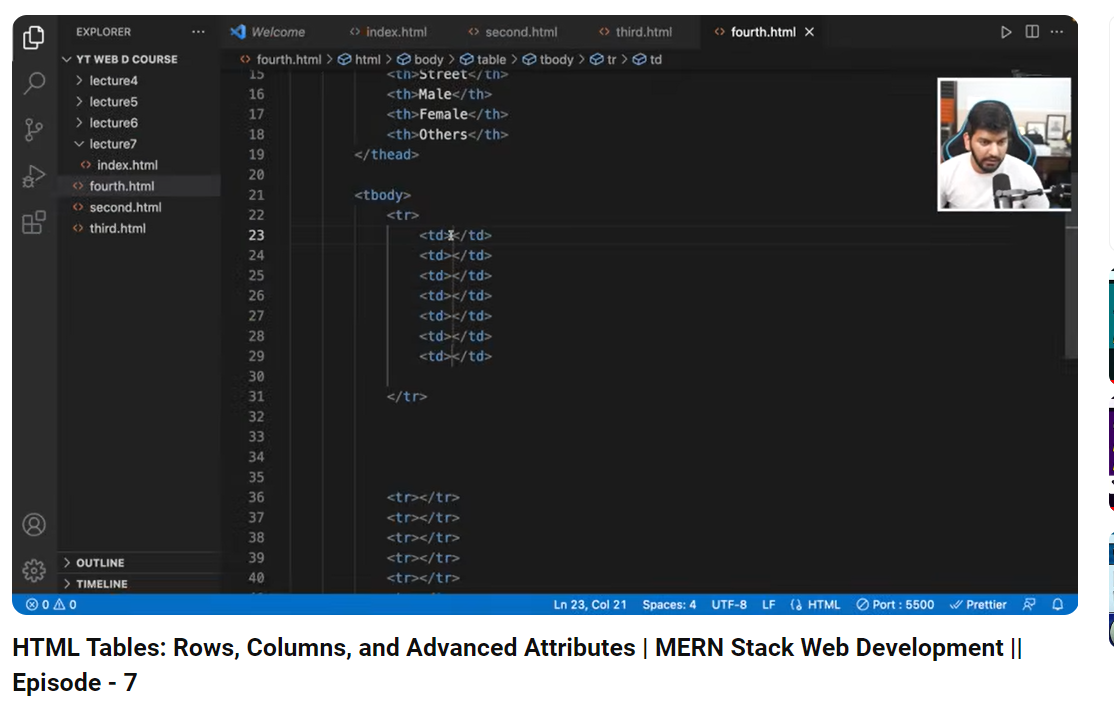 EXPLORER ··· Welcome <> index.html <> second.html <> third.html <> fourth.html ×
YT WEB D COURSE
<> fourth.html > html > body > table > tbody > tr > td
> lecture4
> lecture5
> lecture6
lecture7
<> index.html
<> fourth.html
<> second.html
<> third.html
15 <th>Street</th>
16 <th>Male</th>
17 <th>Female</th>
18 <th>Others</th>
19 </thead>
20
21 <tbody>
22 <tr>
23 <td></td>
24 <td></td>
25 <td></td>
26 <td></td>
27 <td></td>
28 <td></td>
29 <td></td>
30
31 </tr>
32
33
34
35
36 <tr></tr>
37 <tr></tr>
38 <tr></tr>
39 <tr></tr>
40 <tr></tr>
> OUTLINE
> TIMELINE
0 0 Ln 23, Col 21 Spaces: 4 UTF-8 LF HTML Port : 5500 Prettier
HTML Tables: Rows, Columns, and Advanced Attributes | MERN Stack Web Development ||
Episode - 7